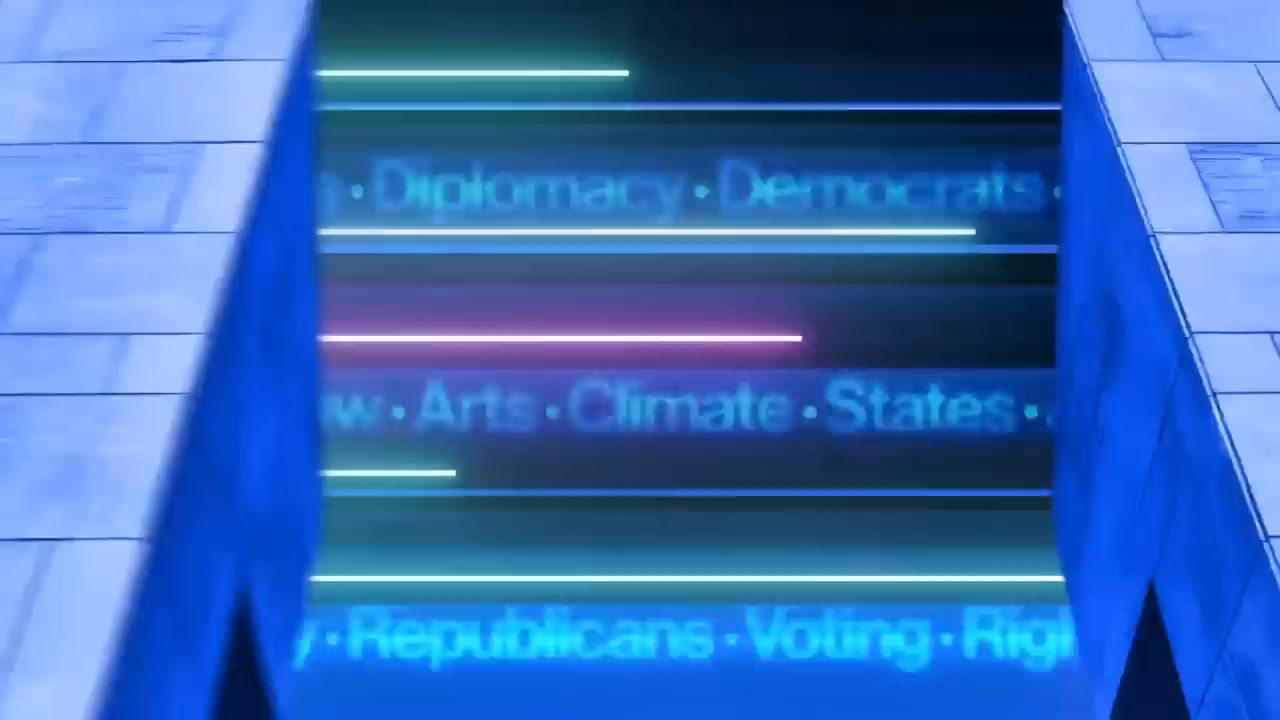 · Diplomacy · Democrats ·
· Arts · Climate · States ·
· Republicans · Voting ·